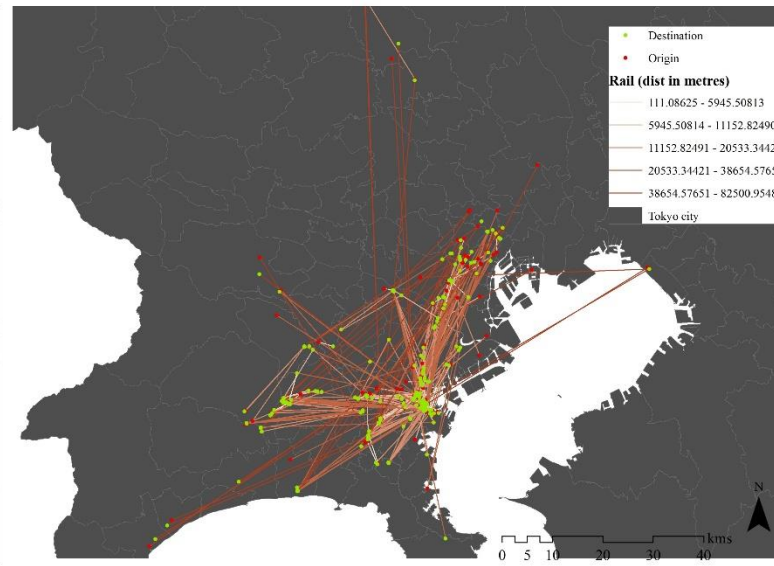 Destination
Origin
Rail (dist in metres)
111.08625 - 5945.50813
5945.50814 - 11152.82490
11152.82491 - 20533.3442
20533.34421 - 38654.5765
38654.57651 - 82500.9548
Tokyo city
N
kms
0 5 10 20 30 40